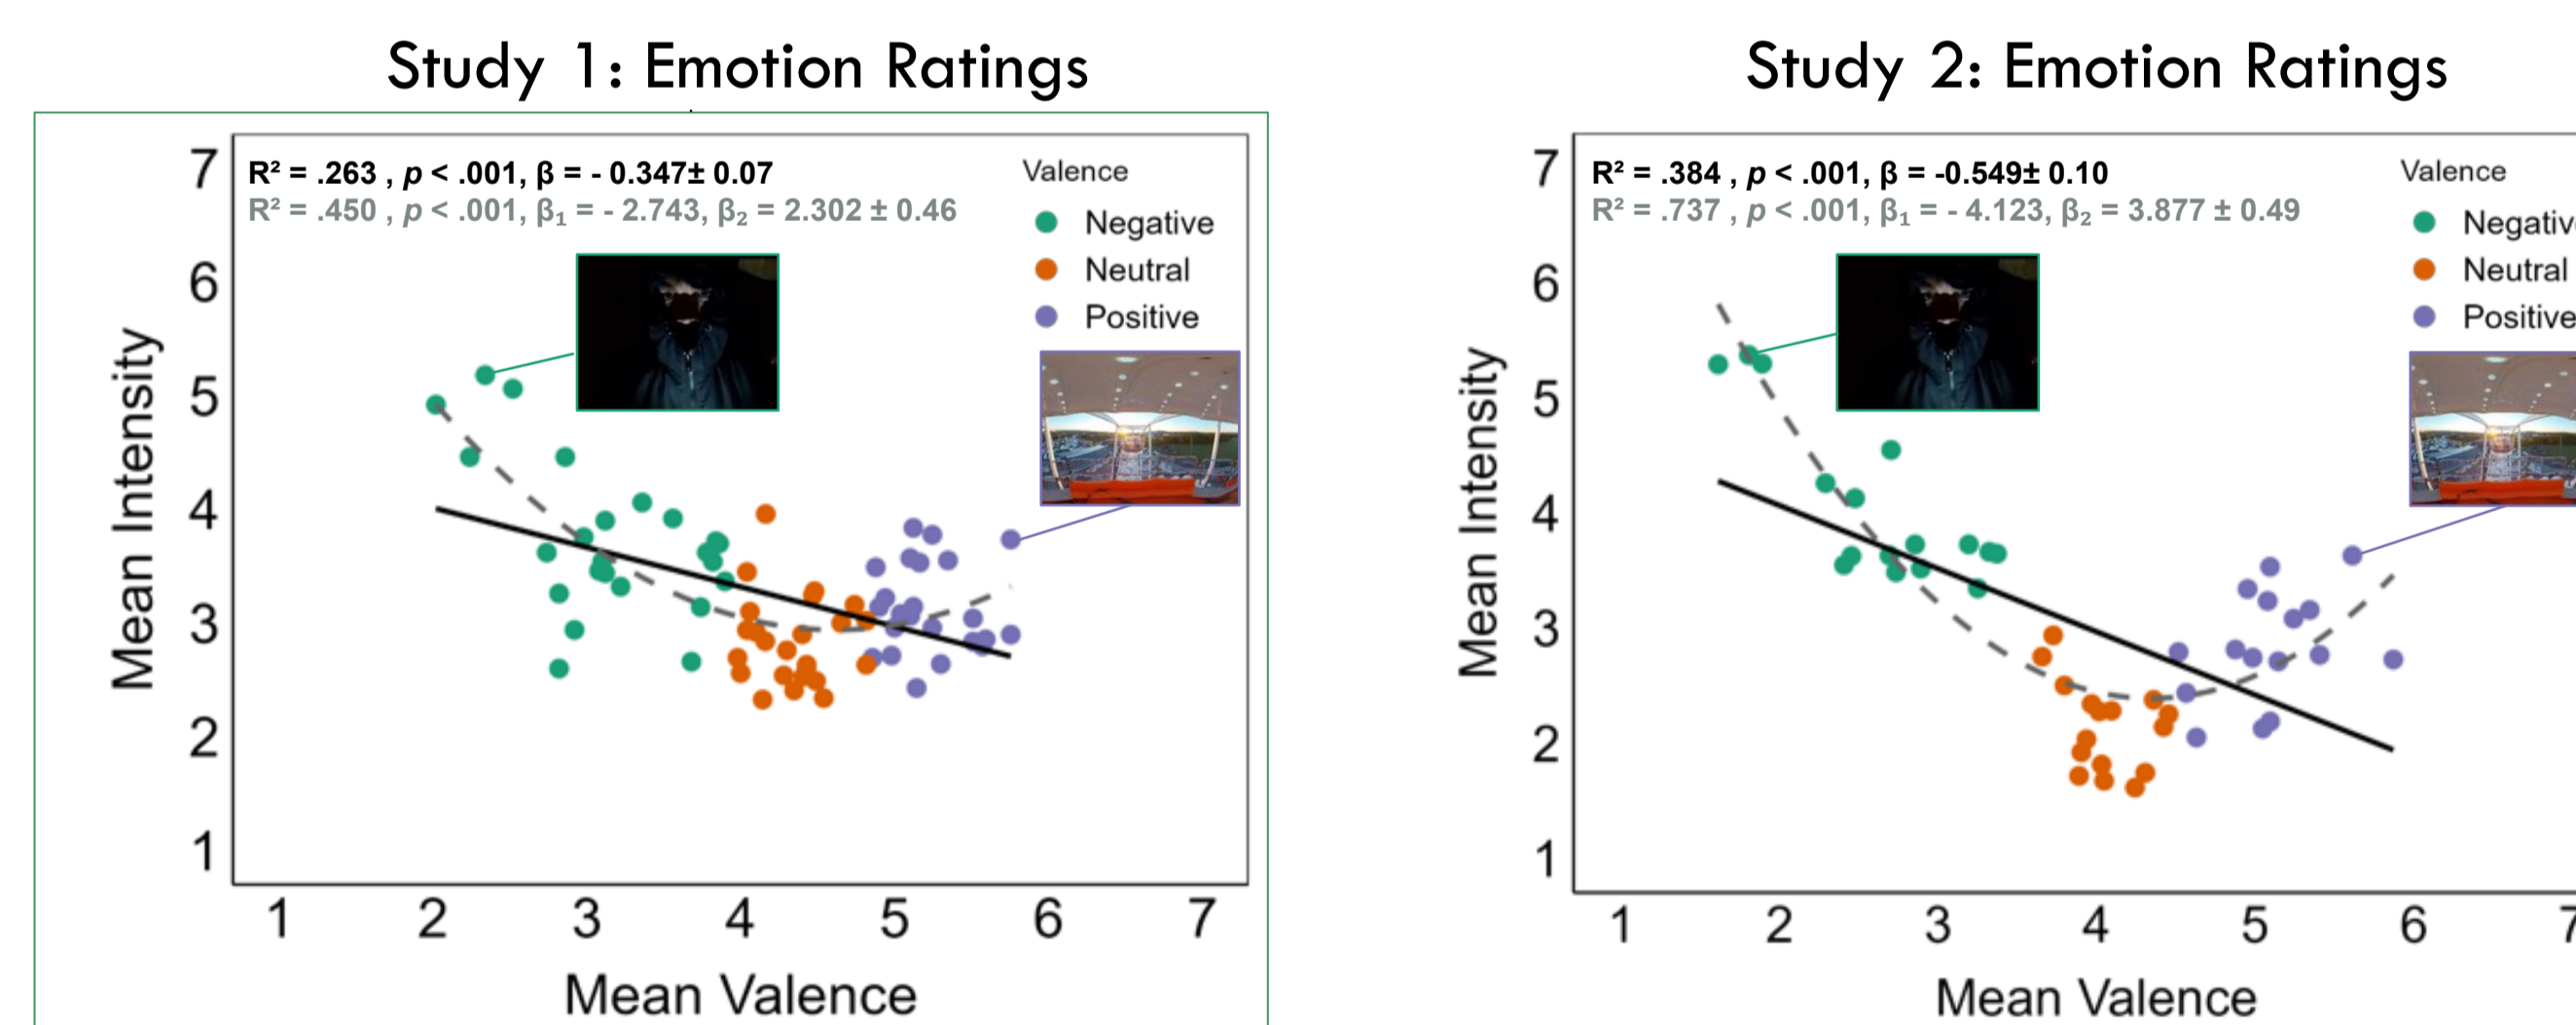 Study 1: Emotion Ratings
R² = .263 , p < .001, β = - 0.347± 0.07
R² = .450 , p < .001, β₁ = - 2.743, β₂ = 2.302 ± 0.46
Valence
Negative
Neutral
Positive
Mean Intensity
7
6
5
4
3
2
1
1 2 3 4 5 6 7
Mean Valence
Study 2: Emotion Ratings
R² = .384 , p < .001, β = -0.549± 0.10
R² = .737 , p < .001, β₁ = - 4.123, β₂ = 3.877 ± 0.49
Valence
Negativ
Neutral
Positive
Mean Intensity
7
6
5
4
3
2
1
1 2 3 4 5 6 7
Mean Valence